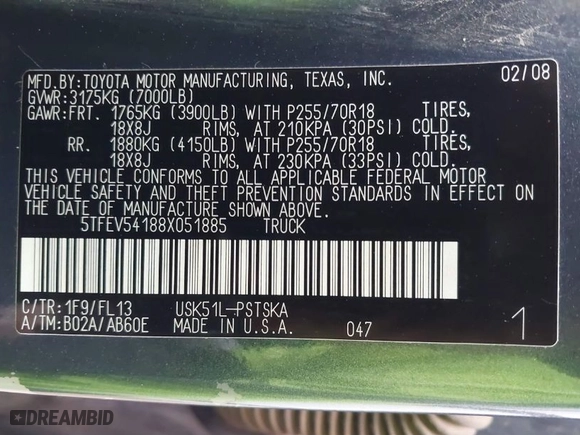 MFD.BY:TOYOTA MOTOR MANUFACTURING, TEXAS, INC. 02/08
GVWR:3175KG (7000LB)
GAWR:FRT. 1765KG (3900LB) WITH P255/70R18 TIRES,
18X8J RIMS, AT 210KPA (30PSI) COLD.
RR. 1880KG (4150LB) WITH P255/70R18 TIRES,
18X8J RIMS, AT 230KPA (33PSI) COLD.
THIS VEHICLE CONFORMS TO ALL APPLICABLE FEDERAL MOTOR
VEHICLE SAFETY AND THEFT PREVENTION STANDARDS IN EFFECT ON
THE DATE OF MANUFACTURE SHOWN ABOVE.
5TFEV54188X051885 TRUCK
C/TR:1F9/FL13 USK51L-PSTSKA
A/TM:B02A/AB60E MADE IN U.S.A. 047 1
DREAMBID